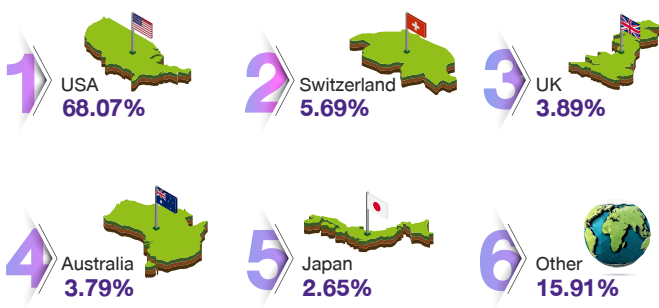 1
USA
68.07%
2
Switzerland
5.69%
3
UK
3.89%
4
Australia
3.79%
5
Japan
2.65%
6
Other
15.91%